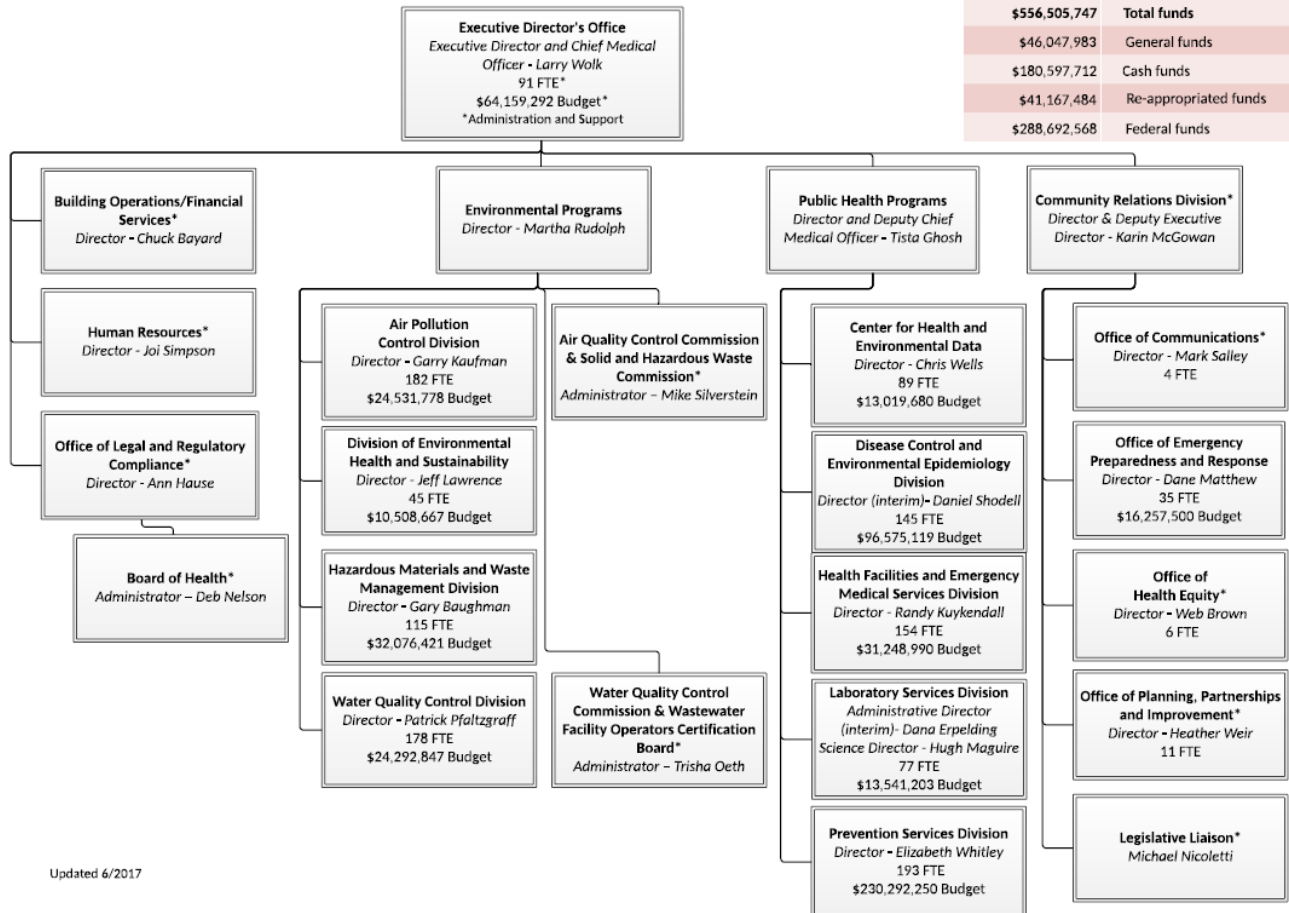 Executive Director's Office
Executive Director and Chief Medical
Officer - Larry Wolk
91 FTE*
$64,159,292 Budget*
*Administration and Support
$556,505,747 Total funds
$46,047,983 General funds
$180,597,712 Cash funds
$41,167,484 Re-appropriated funds
$288,692,568 Federal funds
Building Operations/Financial
Services*
Director - Chuck Bayard
Human Resources*
Director - Joi Simpson
Office of Legal and Regulatory
Compliance*
Director - Ann Hause
Board of Health*
Administrator – Deb Nelson
Environmental Programs
Director - Martha Rudolph
Air Pollution
Control Division
Director - Garry Kaufman
182 FTE
$24,531,778 Budget
Division of Environmental
Health and Sustainability
Director - Jeff Lawrence
45 FTE
$10,508,667 Budget
Hazardous Materials and Waste
Management Division
Director - Gary Baughman
115 FTE
$32,076,421 Budget
Water Quality Control Division
Director - Patrick Pfaltzgraff
178 FTE
$24,292,847 Budget
Air Quality Control Commission
& Solid and Hazardous Waste
Commission*
Administrator – Mike Silverstein
Water Quality Control
Commission & Wastewater
Facility Operators Certification
Board*
Administrator – Trisha Oeth
Public Health Programs
Director and Deputy Chief
Medical Officer - Tista Ghosh
Center for Health and
Environmental Data
Director - Chris Wells
89 FTE
$13,019,680 Budget
Disease Control and
Environmental Epidemiology
Division
Director (interim)- Daniel Shodell
145 FTE
$96,575,119 Budget
Health Facilities and Emergency
Medical Services Division
Director - Randy Kuykendall
154 FTE
$31,248,990 Budget
Laboratory Services Division
Administrative Director
(interim)- Dana Erpelding
Science Director - Hugh Maguire
77 FTE
$13,541,203 Budget
Prevention Services Division
Director - Elizabeth Whitley
193 FTE
$230,292,250 Budget
Community Relations Division*
Director & Deputy Executive
Director - Karin McGowan
Office of Communications*
Director - Mark Salley
4 FTE
Office of Emergency
Preparedness and Response
Director - Dane Matthew
35 FTE
$16,257,500 Budget
Office of
Health Equity*
Director - Web Brown
6 FTE
Office of Planning, Partnerships
and Improvement*
Director - Heather Weir
11 FTE
Legislative Liaison*
Michael Nicoletti
Updated 6/2017